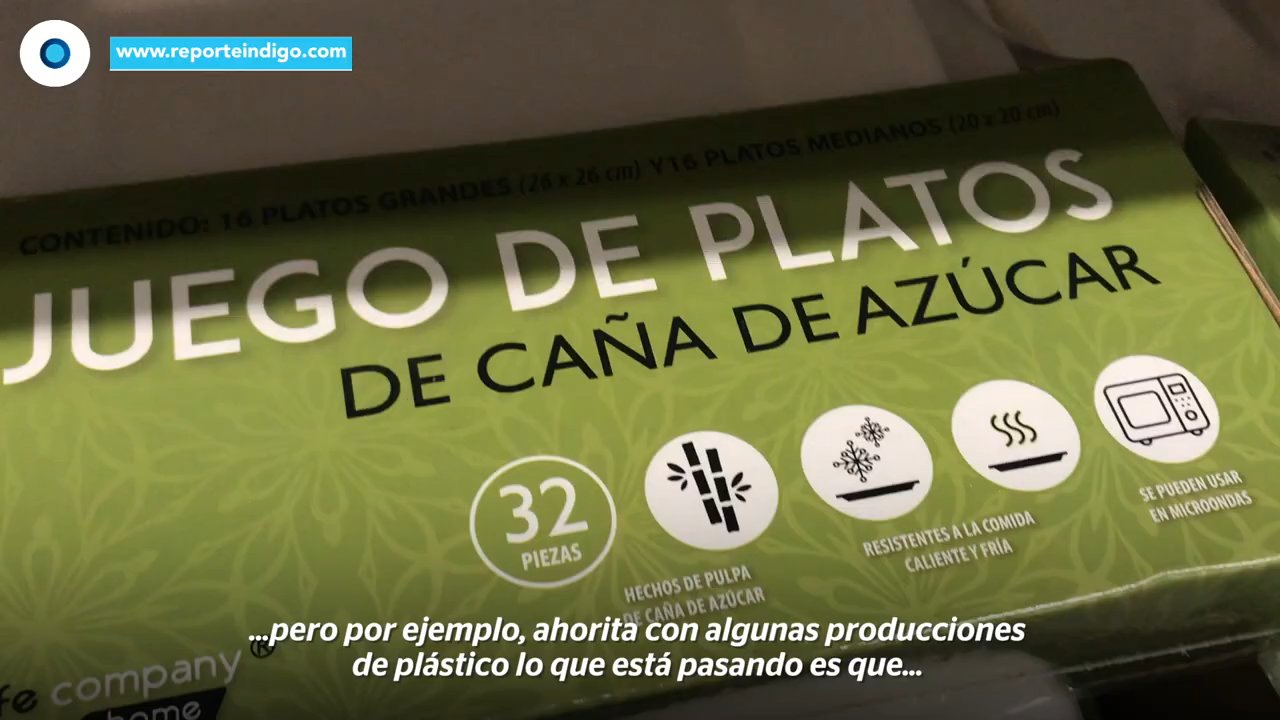 www.reporteindigo.com
CONTENIDO: 16 PLATOS GRANDES (26 x 26 cm) Y 16 PLATOS MEDIANOS (20 x 20 cm)
JUEGO DE PLATOS
DE CAÑA DE AZÚCAR
32
PIEZAS
HECHOS DE PULPA
DE CAÑA DE AZÚCAR
RESISTENTES A LA COMIDA
CALIENTE Y FRÍA
SE PUEDEN USAR
EN MICROONDAS
...pero por ejemplo, ahorita con algunas producciones
de plástico lo que está pasando es que...
fe company®
home